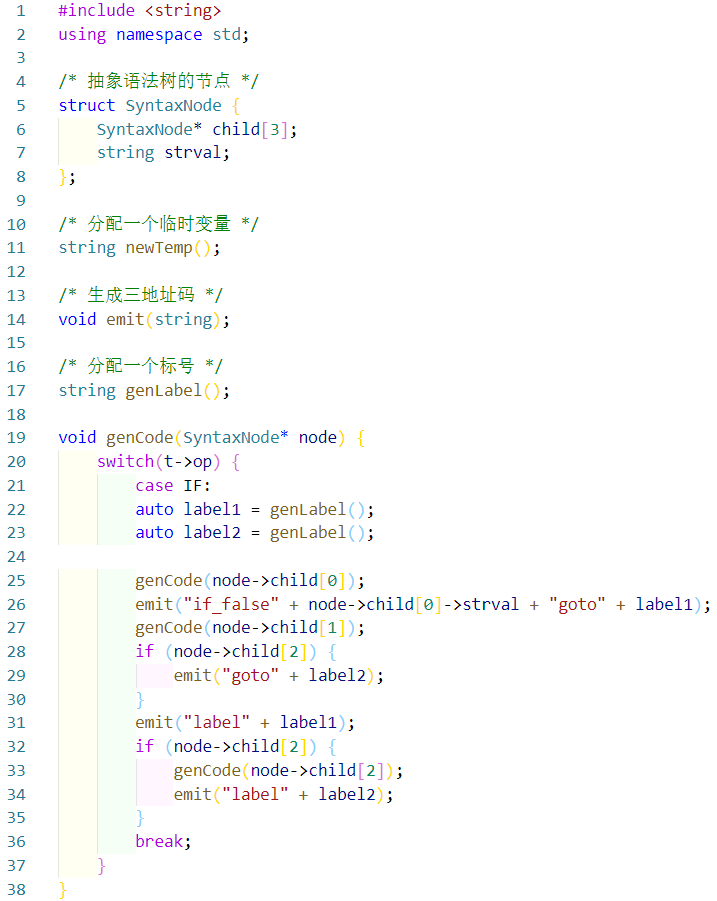 1 #include <string>
2 using namespace std;
3
4 /* 抽象语法树的节点 */
5 struct SyntaxNode {
6     SyntaxNode* child[3];
7     string strval;
8 };
9
10 /* 分配一个临时变量 */
11 string newTemp();
12
13 /* 生成三地址码 */
14 void emit(string);
15
16 /* 分配一个标号 */
17 string genLabel();
18
19 void genCode(SyntaxNode* node) {
20     switch(t->op) {
21         case IF:
22         auto label1 = genLabel();
23         auto label2 = genLabel();
24
25         genCode(node->child[0]);
26         emit("if_false" + node->child[0]->strval + "goto" + label1);
27         genCode(node->child[1]);
28         if (node->child[2]) {
29             emit("goto" + label2);
30         }
31         emit("label" + label1);
32         if (node->child[2]) {
33             genCode(node->child[2]);
34             emit("label" + label2);
35         }
36         break;
37     }
38 }